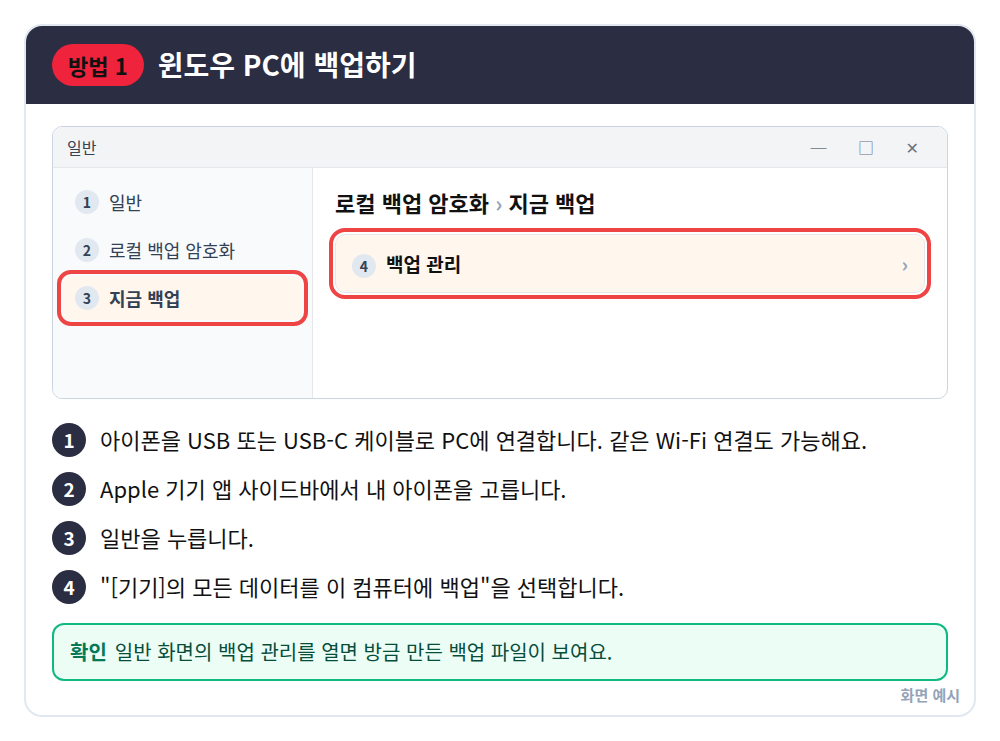 방법 1 윈도우 PC에 백업하기
일반 — □ ✕
1 일반
2 로컬 백업 암호화
3 지금 백업
로컬 백업 암호화 › 지금 백업
4 백업 관리 ›
1 아이폰을 USB 또는 USB-C 케이블로 PC에 연결합니다. 같은 Wi-Fi 연결도 가능해요.
2 Apple 기기 앱 사이드바에서 내 아이폰을 고릅니다.
3 일반을 누릅니다.
4 "[기기]의 모든 데이터를 이 컴퓨터에 백업"을 선택합니다.
확인 일반 화면의 백업 관리를 열면 방금 만든 백업 파일이 보여요.
화면 예시